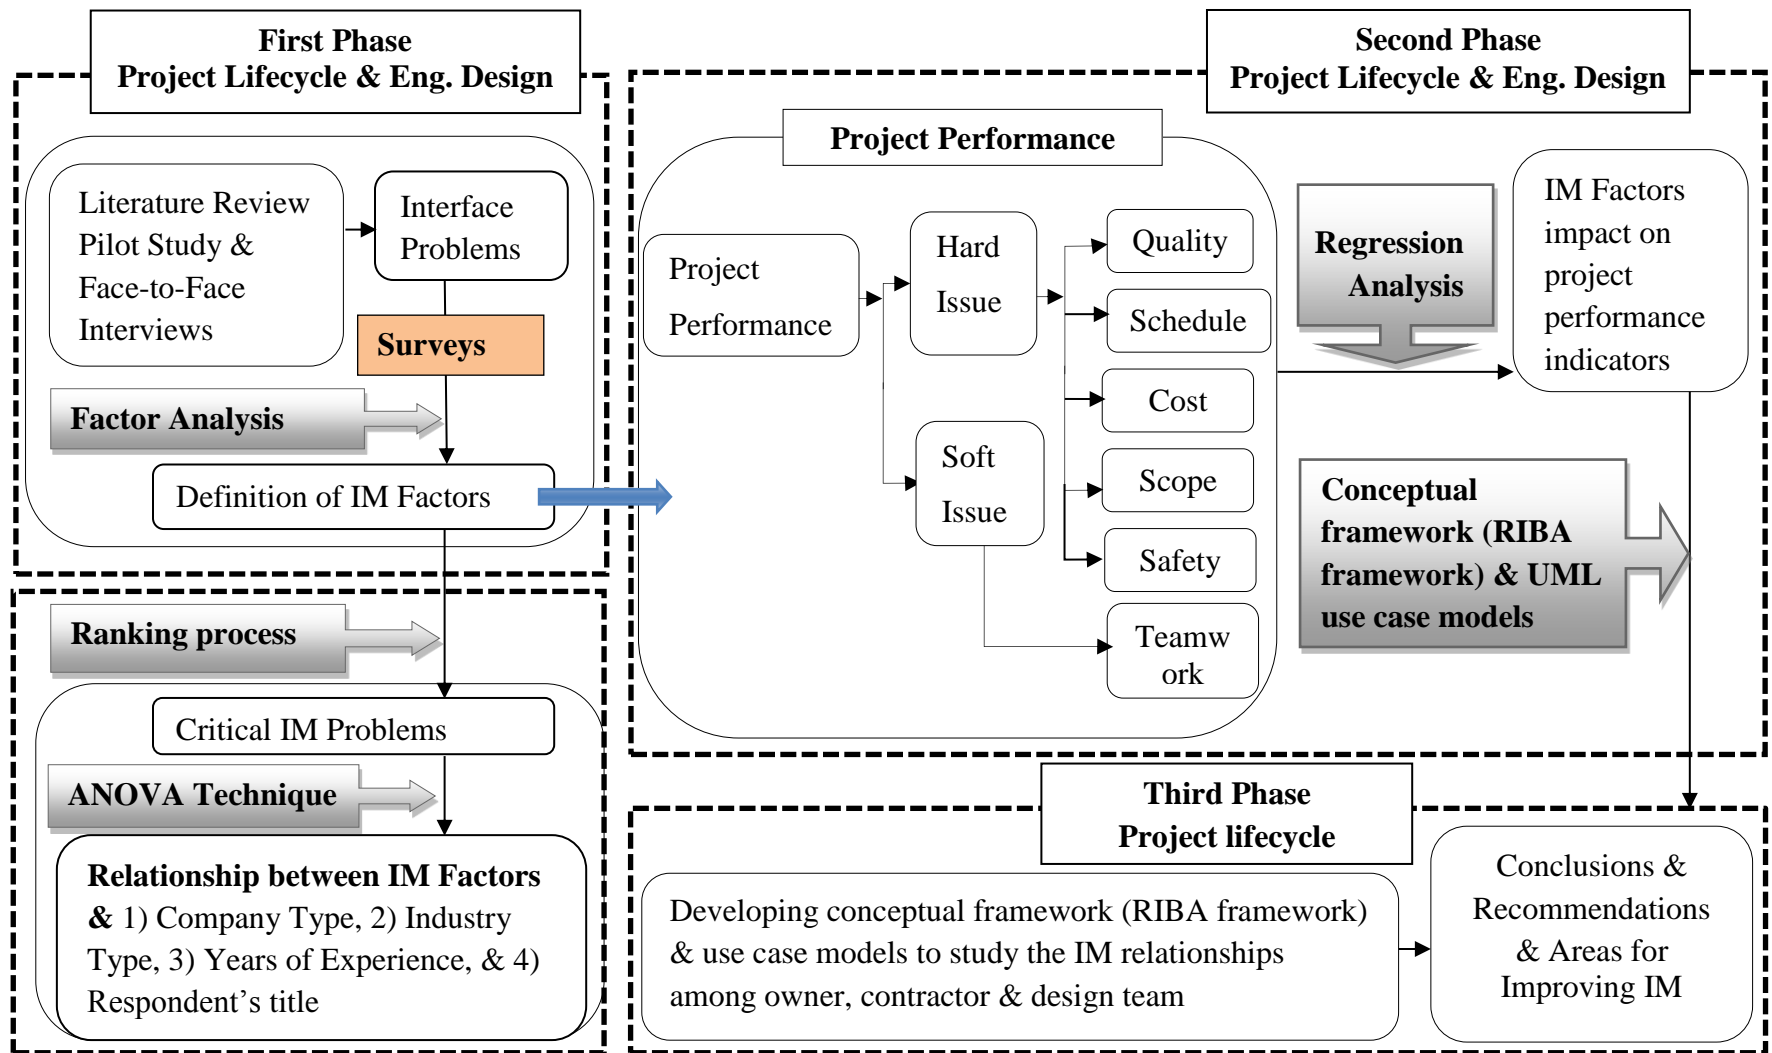 First Phase
Project Lifecycle & Eng. Design
Literature Review
Pilot Study &
Face-to-Face
Interviews
Interface
Problems
Surveys
Factor Analysis
Definition of IM Factors
Ranking process
Critical IM Problems
ANOVA Technique
Relationship between IM Factors
& 1) Company Type, 2) Industry
Type, 3) Years of Experience, & 4)
Respondent’s title
Second Phase
Project Lifecycle & Eng. Design
Project Performance
Project
Performance
Hard
Issue
Soft
Issue
Quality
Schedule
Cost
Scope
Safety
Teamw
ork
Regression
Analysis
IM Factors
impact on
project
performance
indicators
Conceptual
framework (RIBA
framework) & UML
use case models
Third Phase
Project lifecycle
Developing conceptual framework (RIBA framework)
& use case models to study the IM relationships
among owner, contractor & design team
Conclusions &
Recommendations
& Areas for
Improving IM